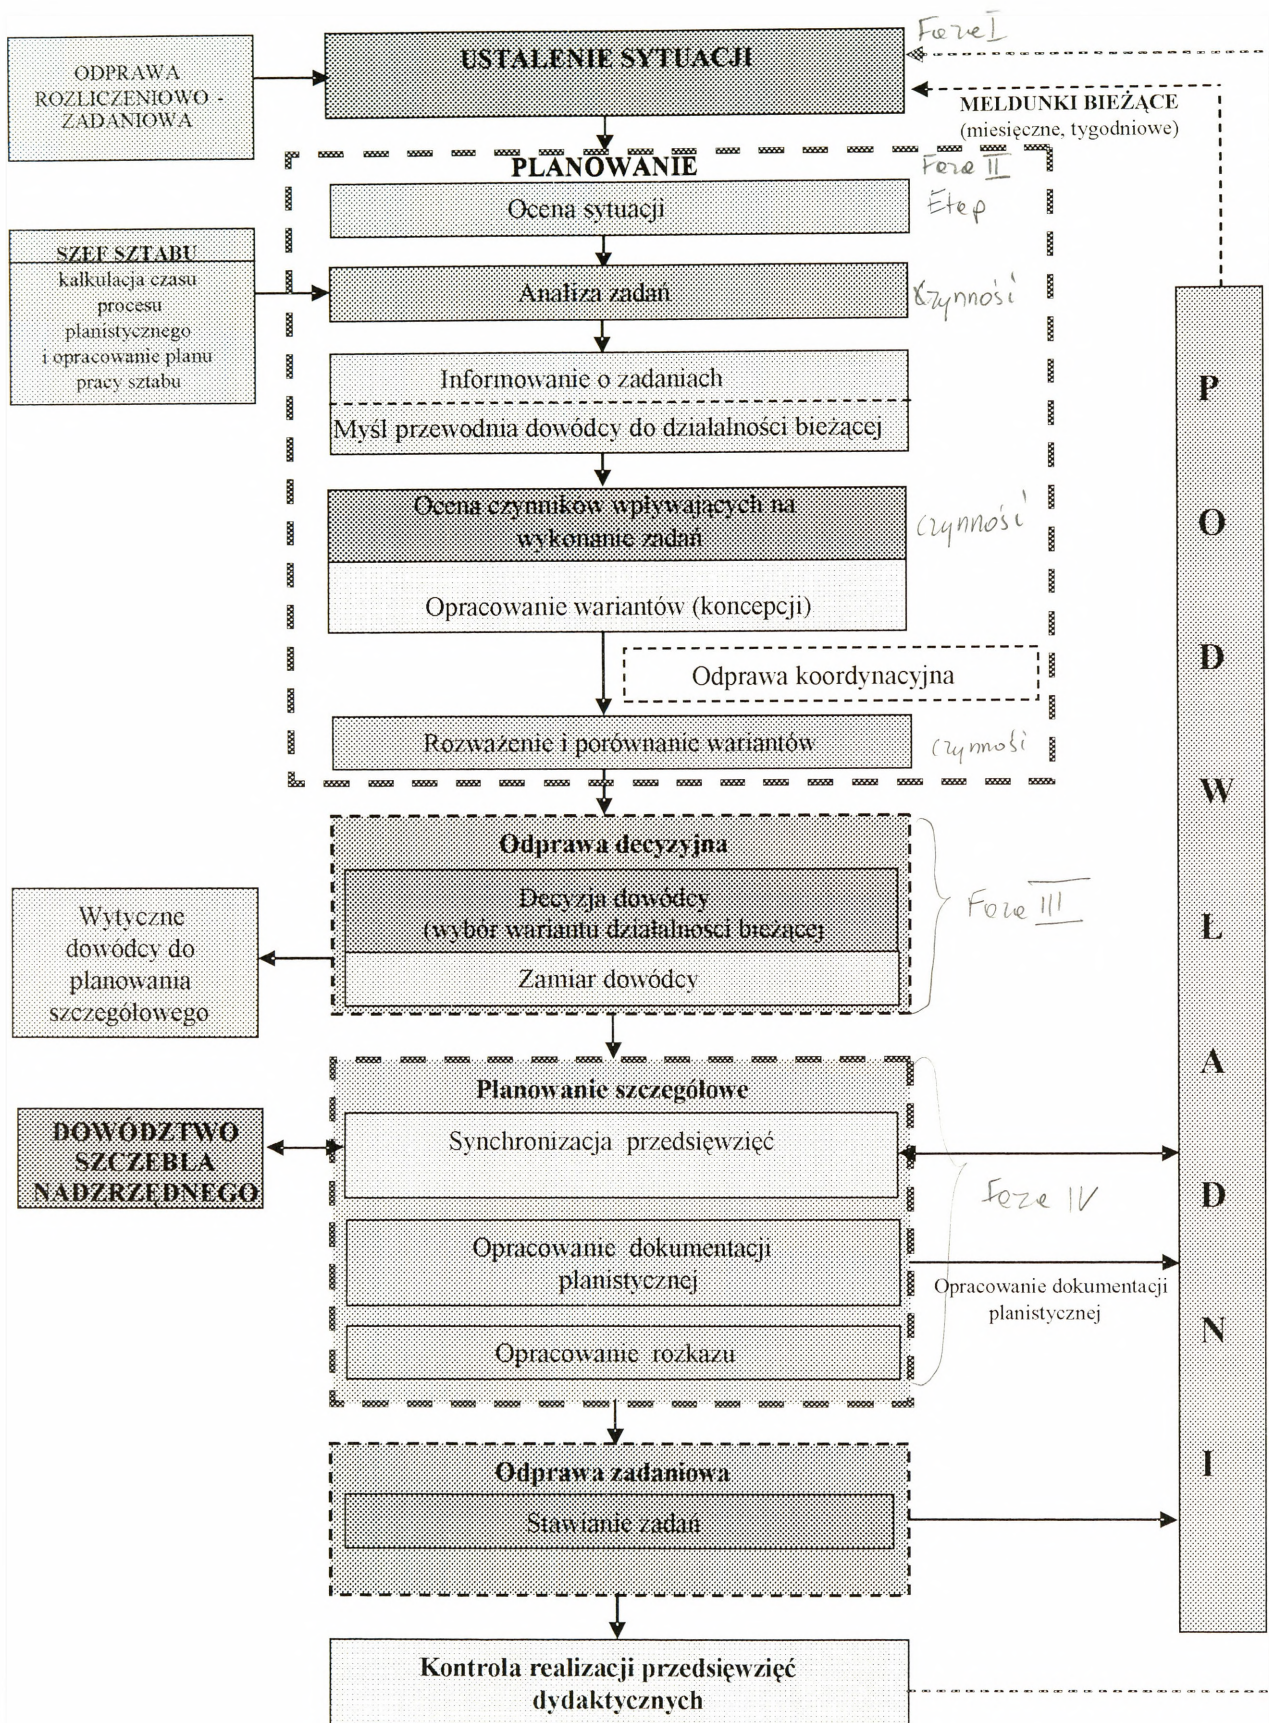 Faza I
USTALENIE SYTUACJI
ODPRAWA
ROZLICZENIOWO -
ZADANIOWA
MELDUNKI BIEŻĄCE
(miesięczne, tygodniowe)
PLANOWANIE
Faza II
Ocena sytuacji
Etap
SZEF SZTABU
kalkulacja czasu
procesu
planistycznego
i opracowanie planu
pracy sztabu
Analiza zadań
Czynności
Informowanie o zadaniach
Myśl przewodnia dowódcy do działalności bieżącej
Ocena czynników wpływających na
wykonanie zadań
czynności
Opracowanie wariantów (koncepcji)
Odprawa koordynacyjna
Rozważenie i porównanie wariantów
czynności
Odprawa decyzyjna
Decyzja dowódcy
(wybór wariantu działalności bieżącej
Zamiar dowódcy
Faza III
Wytyczne
dowódcy do
planowania
szczegółowego
Planowanie szczegółowe
DOWÓDZTWO
SZCZEBLA
NADZRZĘDNEGO
Synchronizacja przedsięwzięć
Faza IV
Opracowanie dokumentacji
planistycznej
Opracowanie dokumentacji
planistycznej
Opracowanie rozkazu
Odprawa zadaniowa
Stawianie zadań
Kontrola realizacji przedsięwzięć
dydaktycznych
P
O
D
W
Ł
A
D
N
I